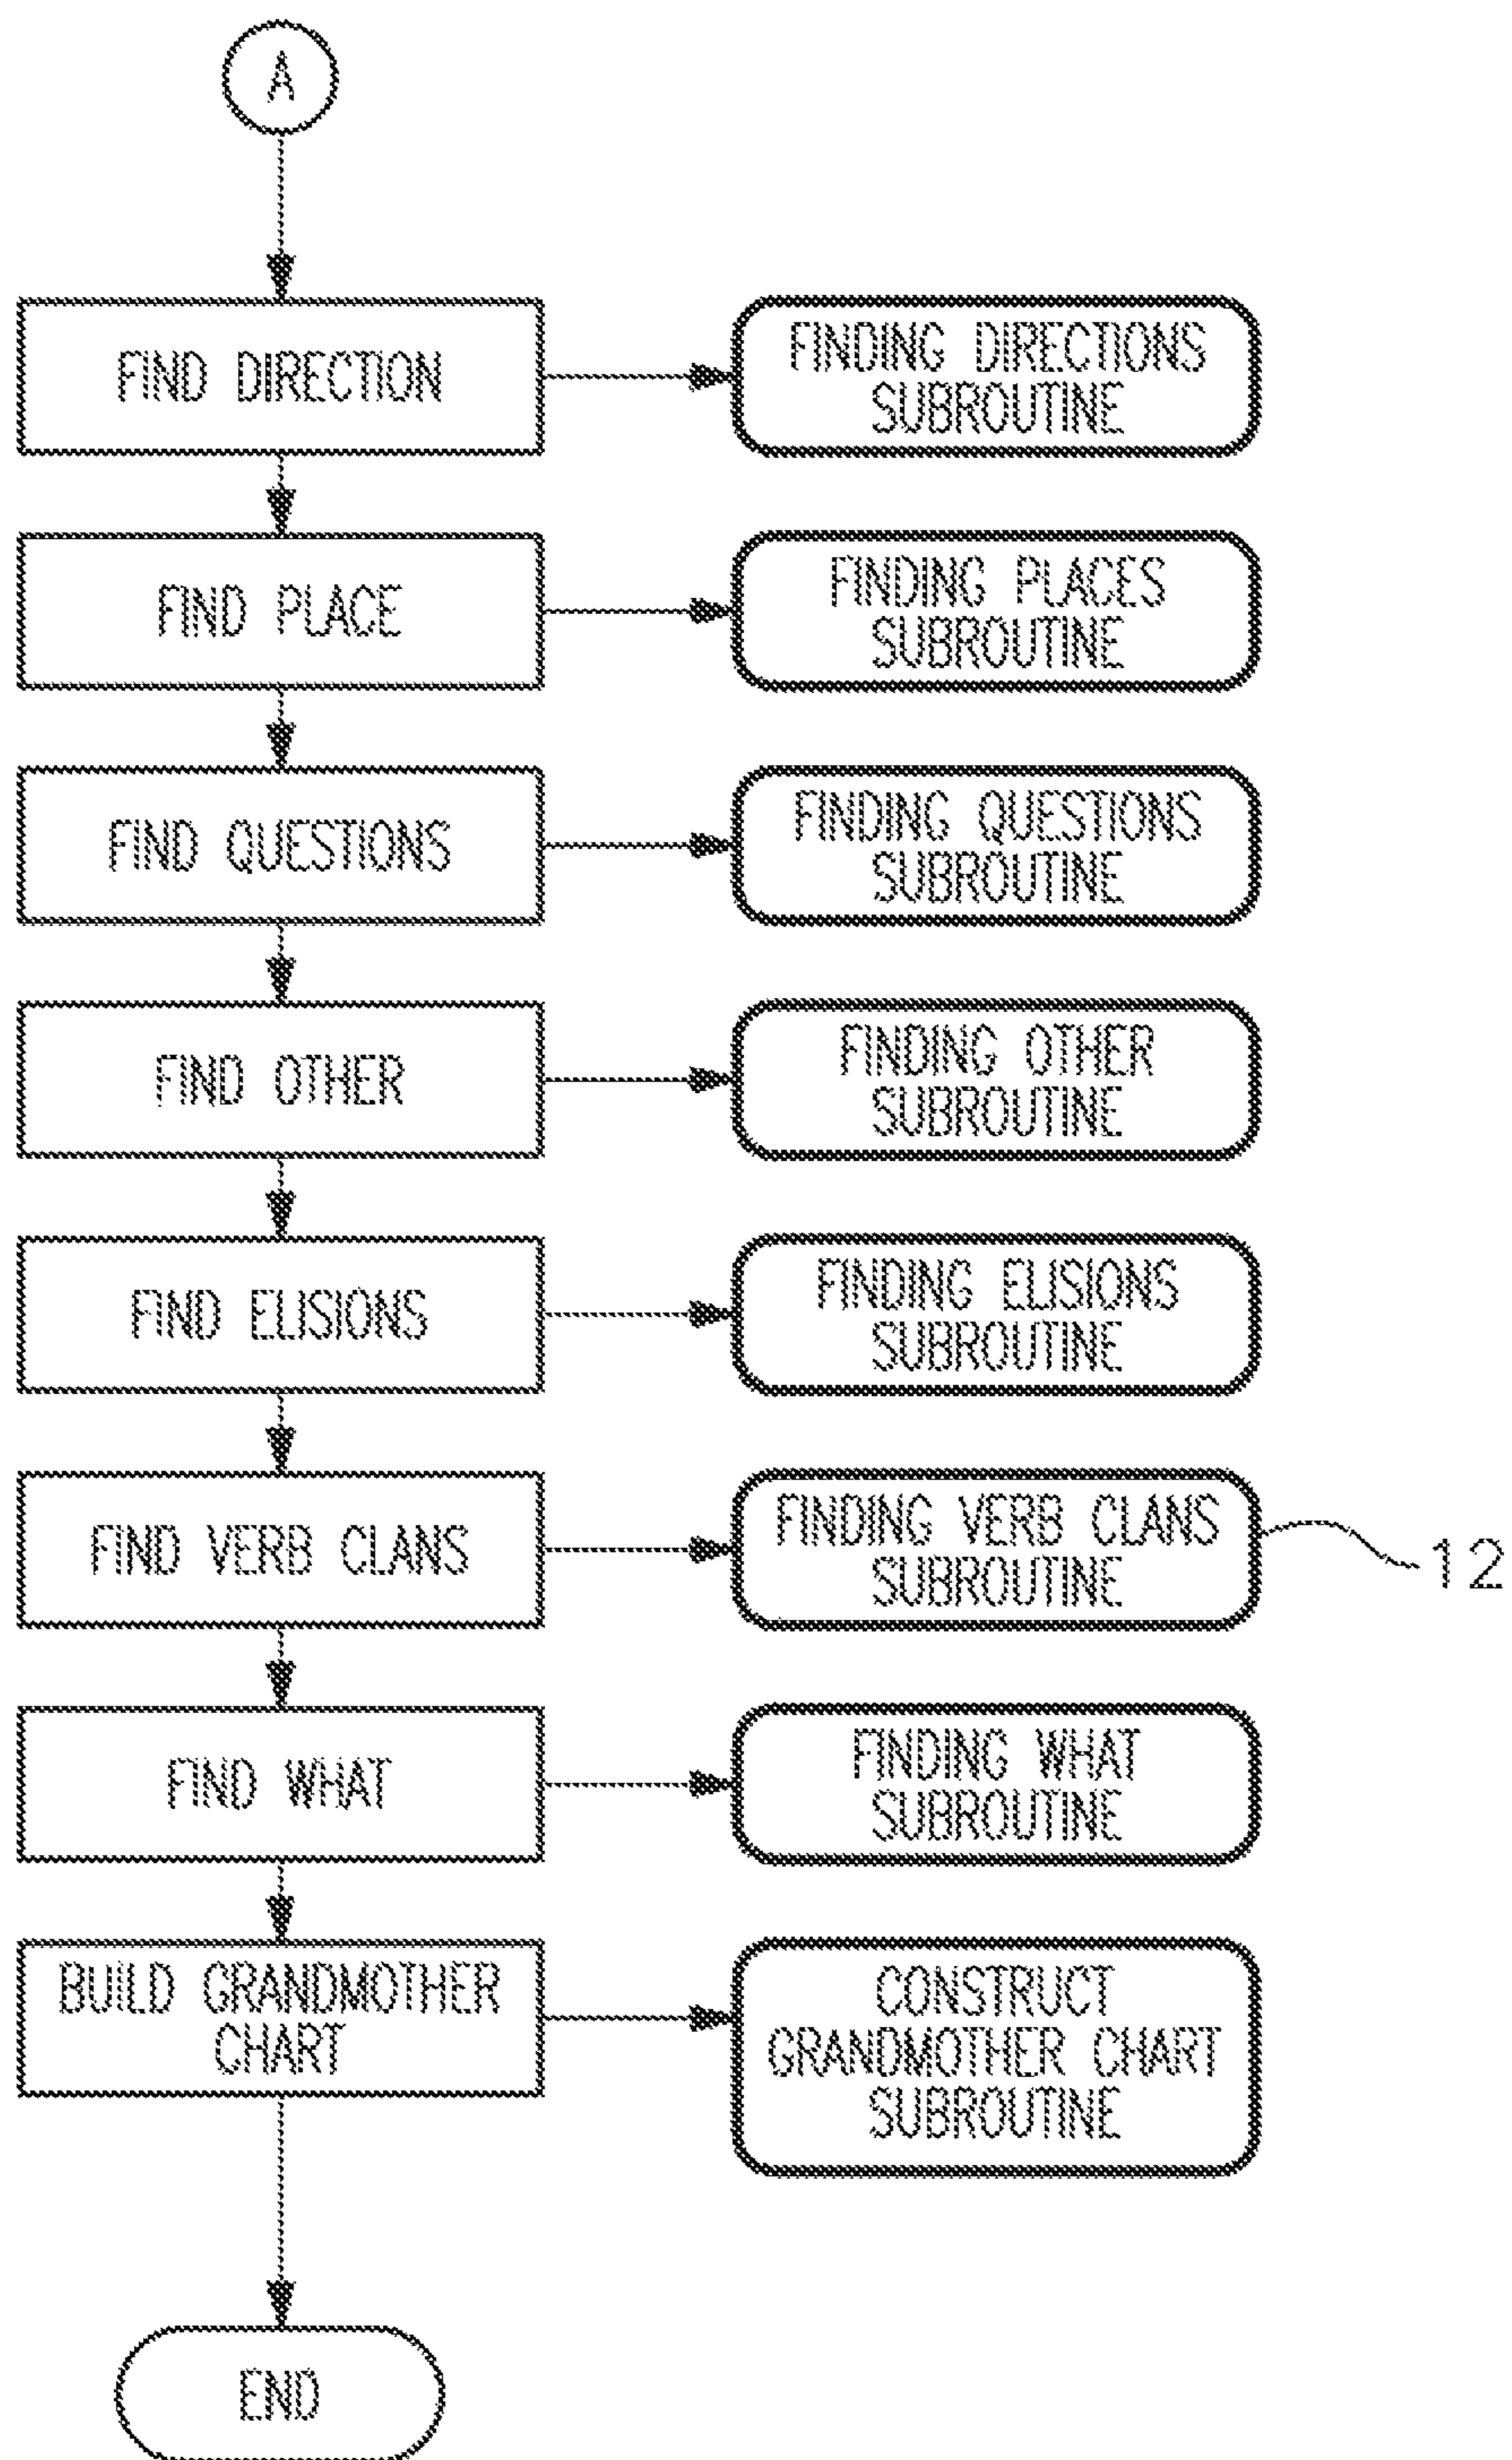 A
FIND DIRECTION
FINDING DIRECTIONS
SUBROUTINE
FIND PLACE
FINDING PLACES
SUBROUTINE
FIND QUESTIONS
FINDING QUESTIONS
SUBROUTINE
FIND OTHER
FINDING OTHER
SUBROUTINE
FIND ELISIONS
FINDING ELISIONS
SUBROUTINE
FIND VERB CLANS
FINDING VERB CLANS
SUBROUTINE
12
FIND WHAT
FINDING WHAT
SUBROUTINE
BUILD GRANDMOTHER
CHART
CONSTRUCT
GRANDMOTHER CHART
SUBROUTINE
END